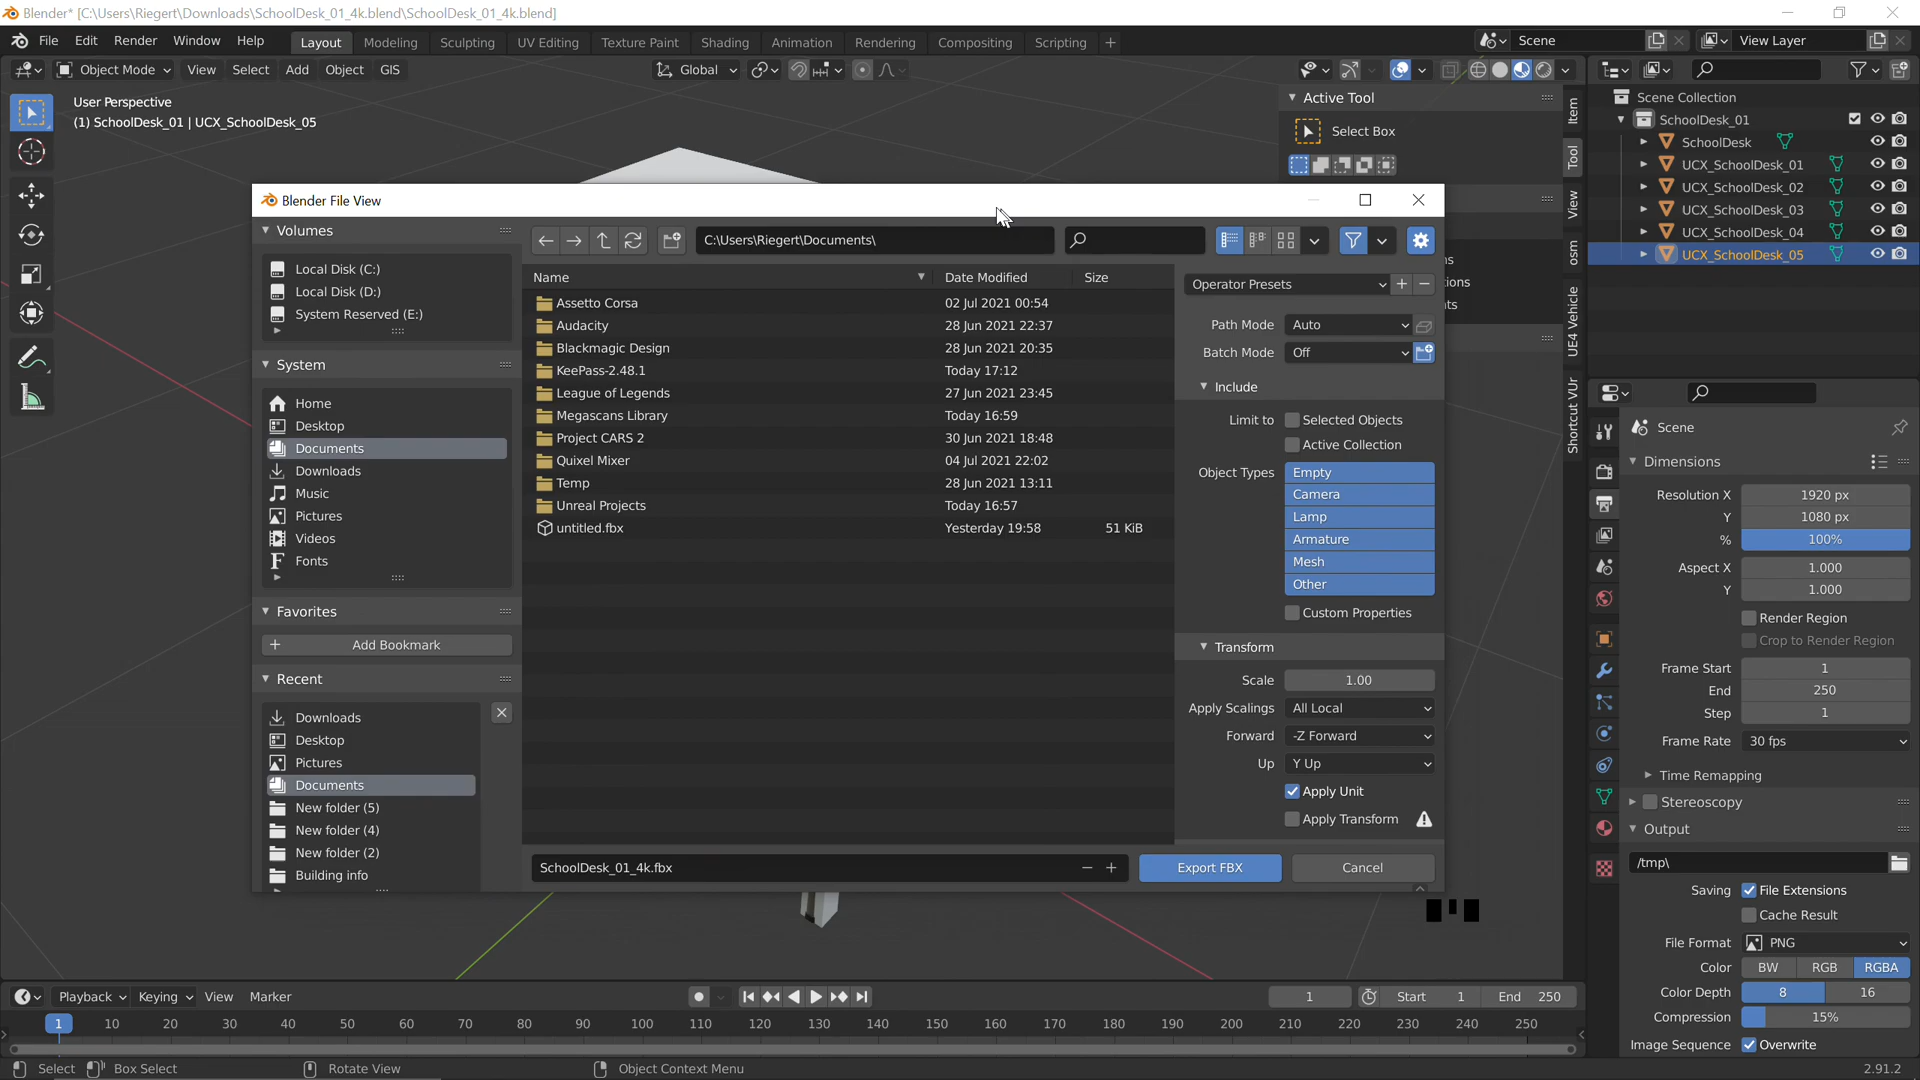 Blender* [C:\Users\Riegert\Downloads\SchoolDesk_01_4k.blend\SchoolDesk_01_4k.blend]
File Edit Render Window Help Layout Modeling Sculpting UV Editing Texture Paint Shading Animation Rendering Compositing Scripting + Scene View Layer
Object Mode View Select Add Object GIS Global
User Perspective
(1) SchoolDesk_01 | UCX_SchoolDesk_05
Active Tool
Select Box
Item
Tool
View
osm
UE4 Vehicle
Shortcut VUr
Scene Collection
SchoolDesk_01
SchoolDesk
UCX_SchoolDesk_01
UCX_SchoolDesk_02
UCX_SchoolDesk_03
UCX_SchoolDesk_04
UCX_SchoolDesk_05
Blender File View
Volumes
Local Disk (C:)
Local Disk (D:)
System Reserved (E:)
System
Home
Desktop
Documents
Downloads
Music
Pictures
Videos
Fonts
Favorites
Add Bookmark
Recent
Downloads
Desktop
Pictures
Documents
New folder (5)
New folder (4)
New folder (2)
Building info
C:\Users\Riegert\Documents\
Name Date Modified Size
Assetto Corsa 02 Jul 2021 00:54
Audacity 28 Jun 2021 22:37
Blackmagic Design 28 Jun 2021 20:35
KeePass-2.48.1 Today 17:12
League of Legends 27 Jun 2021 23:45
Megascans Library Today 16:59
Project CARS 2 30 Jun 2021 18:48
Quixel Mixer 04 Jul 2021 22:02
Temp 28 Jun 2021 13:11
Unreal Projects Today 16:57
untitled.fbx Yesterday 19:58 51 KiB
SchoolDesk_01_4k.fbx
Export FBX Cancel
Operator Presets
Path Mode Auto
Batch Mode Off
Include
Limit to Selected Objects
Active Collection
Object Types Empty
Camera
Lamp
Armature
Mesh
Other
Custom Properties
Transform
Scale 1.00
Apply Scalings All Local
Forward -Z Forward
Up Y Up
Apply Unit
Apply Transform
ns
ions
ts
Scene
Dimensions
Resolution X 1920 px
Y 1080 px
% 100%
Aspect X 1.000
Y 1.000
Render Region
Crop to Render Region
Frame Start 1
End 250
Step 1
Frame Rate 30 fps
Time Remapping
Stereoscopy
Output
/tmp\
Saving File Extensions
Cache Result
File Format PNG
Color BW RGB RGBA
Color Depth 8 16
Compression 15%
Image Sequence Overwrite
Playback Keying View Marker 1 Start 1 End 250
1 10 20 30 40 50 60 70 80 90 100 110 120 130 140 150 160 170 180 190 200 210 220 230 240 250
Select Box Select Rotate View Object Context Menu 2.91.2